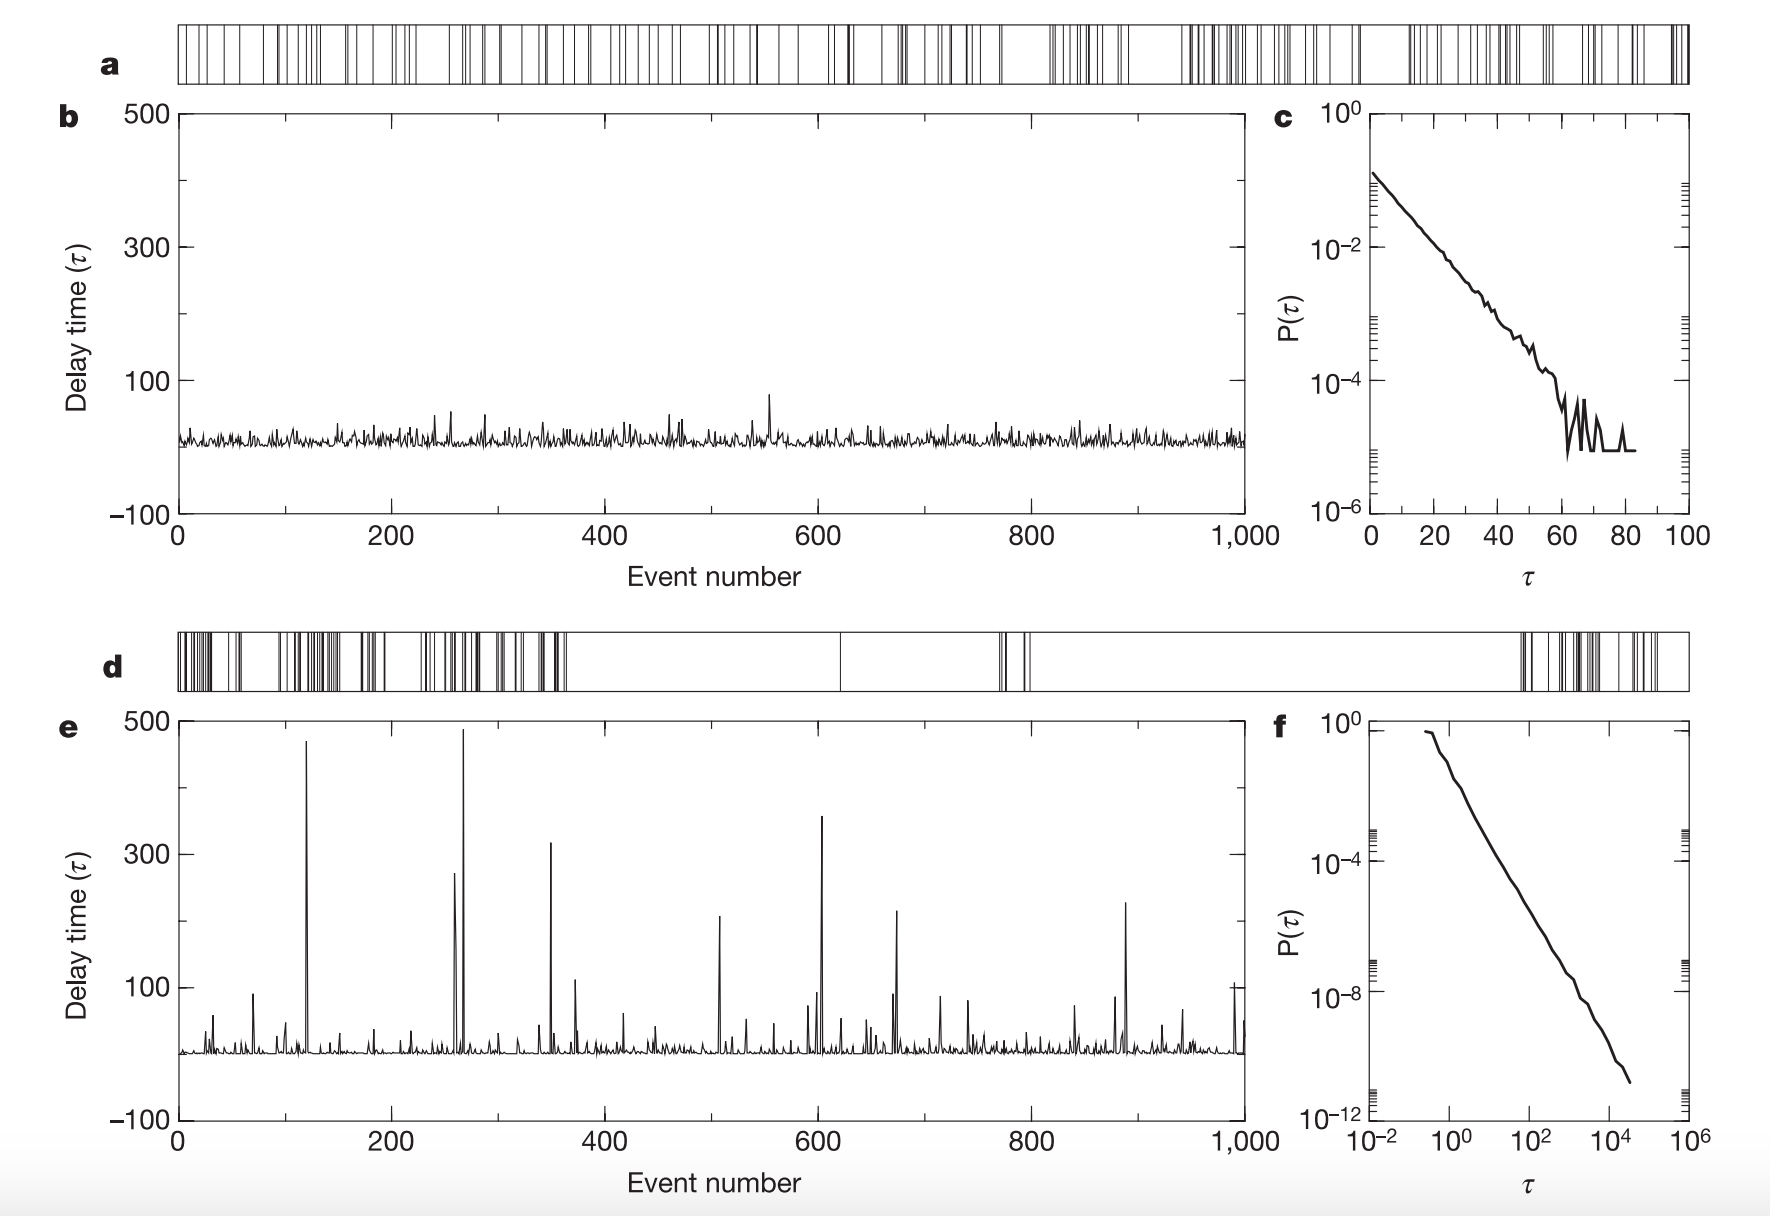 a
b
500
300
100
–100
Delay time (τ)
0 200 400 600 800 1,000
Event number
c
10⁰
10⁻²
10⁻⁴
10⁻⁶
P(τ)
0 20 40 60 80 100
τ
d
e
500
300
100
–100
Delay time (τ)
0 200 400 600 800 1,000
Event number
f
10⁰
10⁻⁴
10⁻⁸
10⁻¹²
P(τ)
10⁻² 10⁰ 10² 10⁴ 10⁶
τ